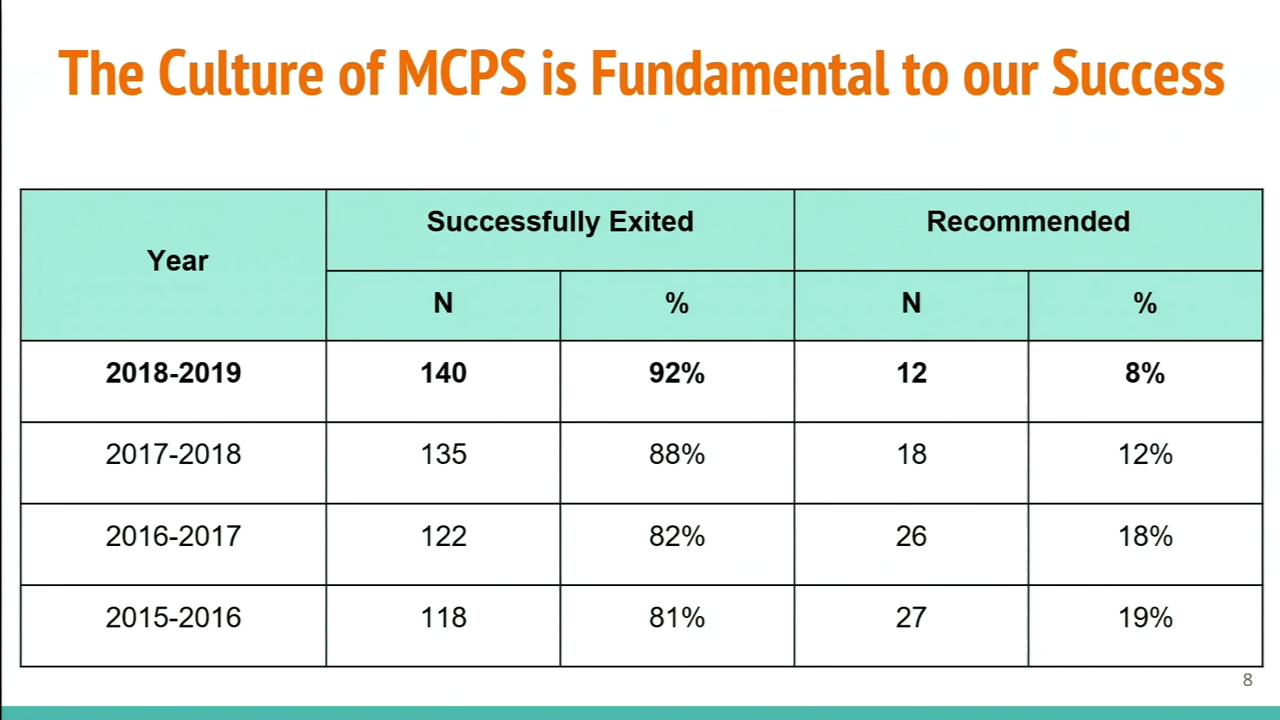 The Culture of MCPS is Fundamental to our Success
Year Successfully Exited Recommended
N % N %
2018-2019 140 92% 12 8%
2017-2018 135 88% 18 12%
2016-2017 122 82% 26 18%
2015-2016 118 81% 27 19%
8